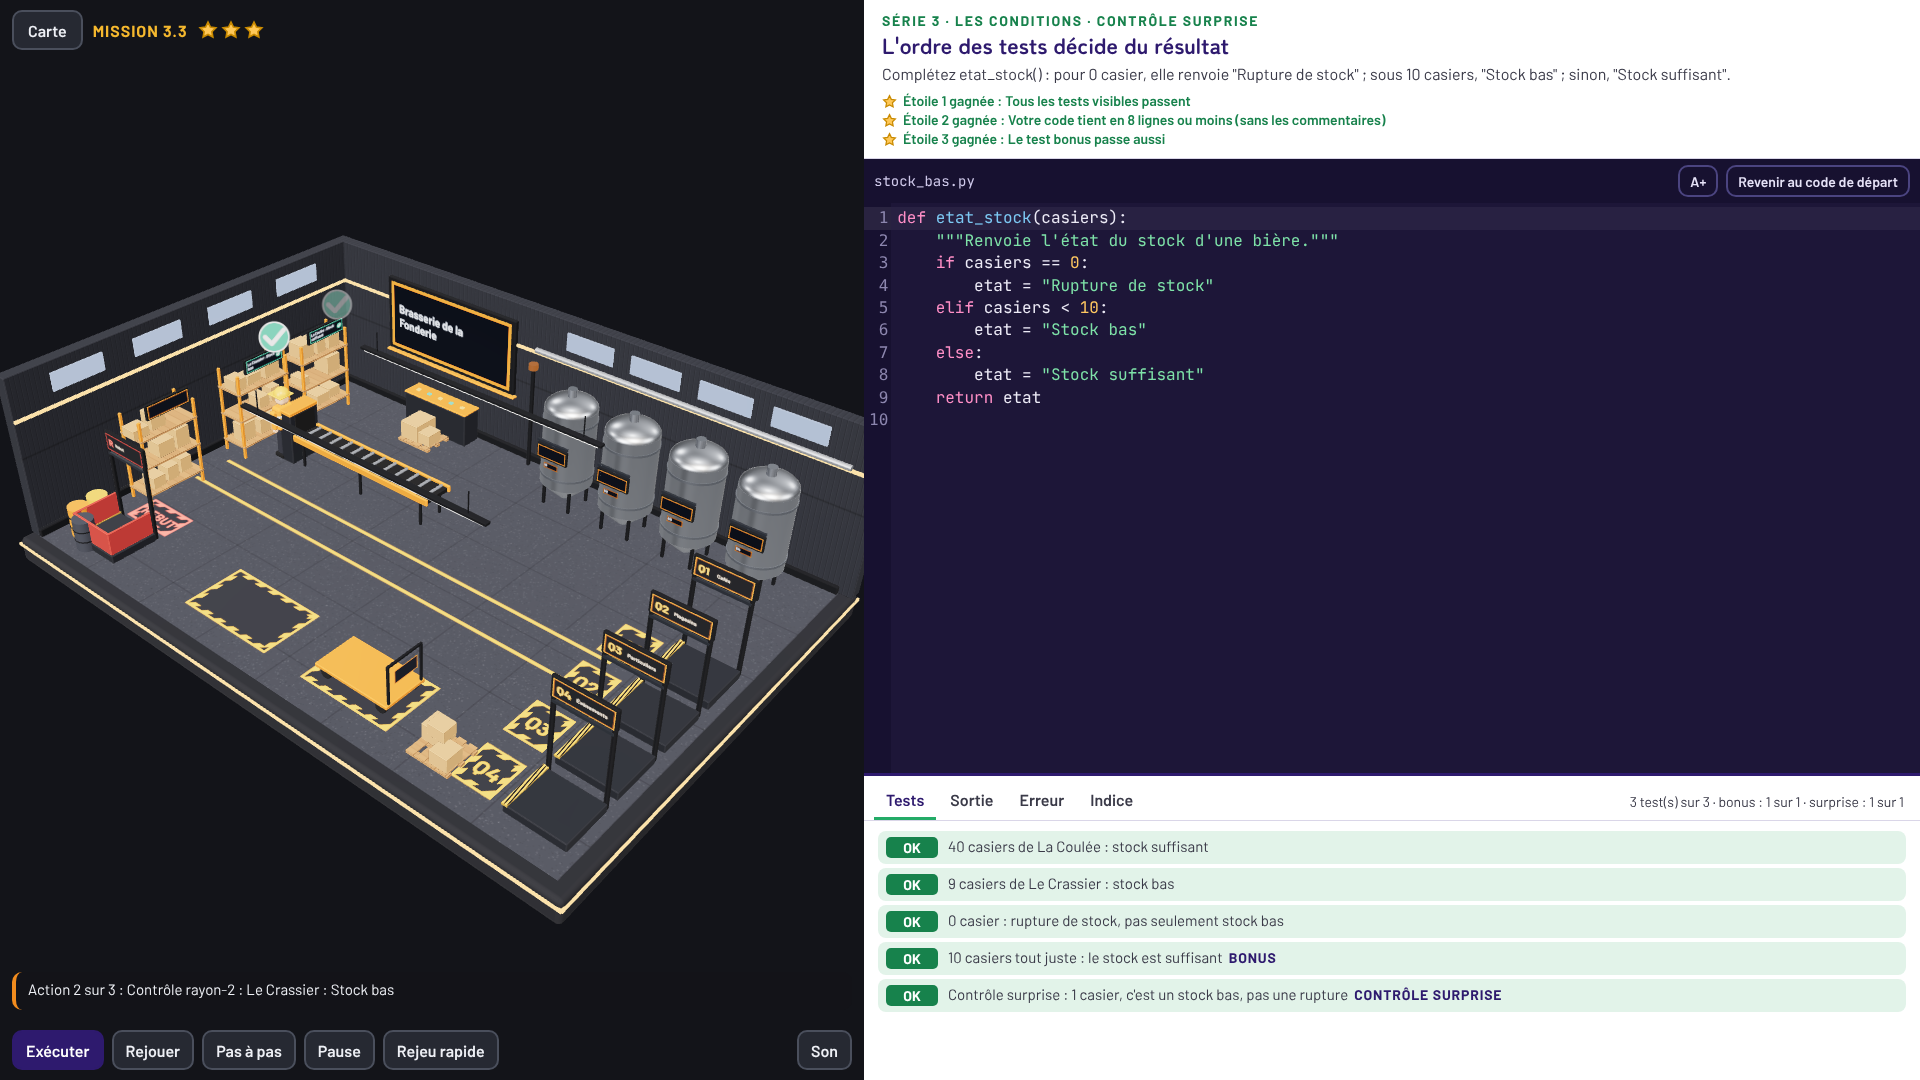 Carte
MISSION 3.3
Brasserie de la
Fonderie
01
02 Magasins
03 Particuliers
04
02
03
04
Action 2 sur 3 : Contrôle rayon-2 : Le Crassier : Stock bas
Exécuter
Rejouer
Pas à pas
Pause
Rejeu rapide
Son
SÉRIE 3 · LES CONDITIONS · CONTRÔLE SURPRISE
L'ordre des tests décide du résultat
Complétez etat_stock() : pour 0 casier, elle renvoie "Rupture de stock" ; sous 10 casiers, "Stock bas" ; sinon, "Stock suffisant".
Étoile 1 gagnée : Tous les tests visibles passent
Étoile 2 gagnée : Votre code tient en 8 lignes ou moins (sans les commentaires)
Étoile 3 gagnée : Le test bonus passe aussi
stock_bas.py
A+
Revenir au code de départ
1 def etat_stock(casiers):
2     """Renvoie l'état du stock d'une bière."""
3     if casiers == 0:
4         etat = "Rupture de stock"
5     elif casiers < 10:
6         etat = "Stock bas"
7     else:
8         etat = "Stock suffisant"
9     return etat
10
Tests
Sortie
Erreur
Indice
3 test(s) sur 3 · bonus : 1 sur 1 · surprise : 1 sur 1
OK 40 casiers de La Coulée : stock suffisant
OK 9 casiers de Le Crassier : stock bas
OK 0 casier : rupture de stock, pas seulement stock bas
OK 10 casiers tout juste : le stock est suffisant BONUS
OK Contrôle surprise : 1 casier, c'est un stock bas, pas une rupture CONTRÔLE SURPRISE